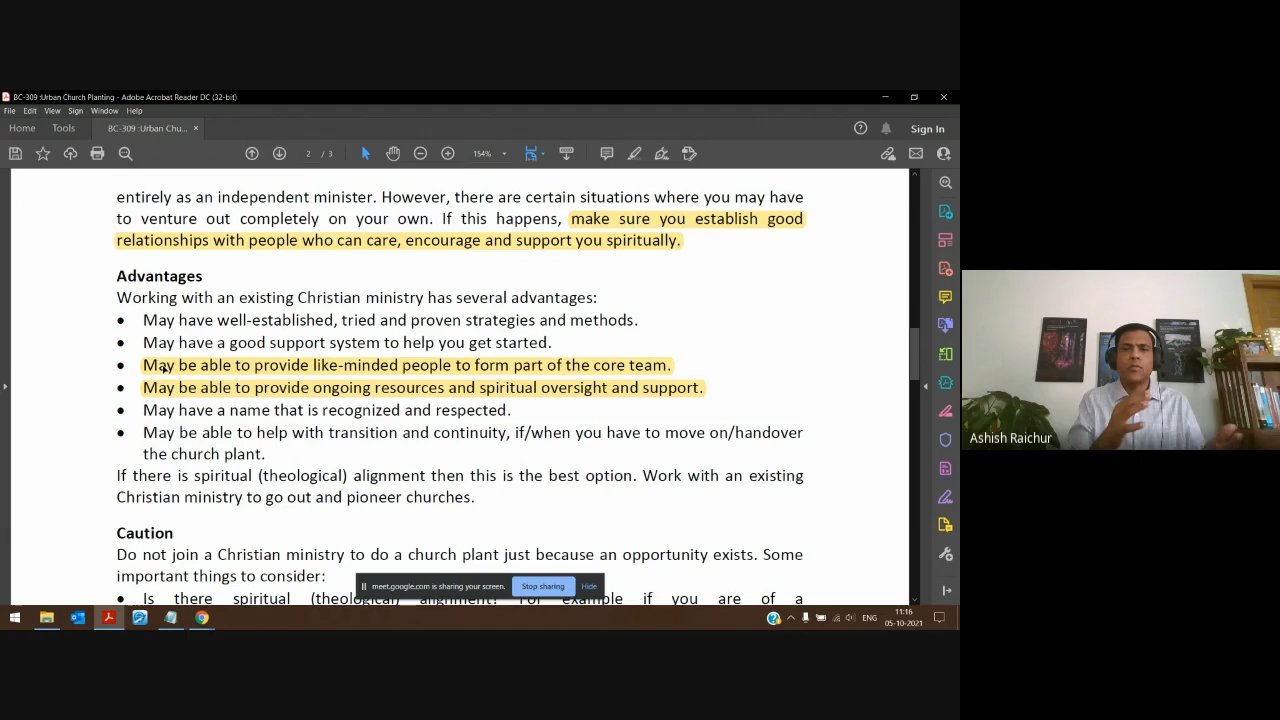 BC-309 :Urban Church Planting - Adobe Acrobat Reader DC (32-bit)
File Edit View Sign Window Help
Home Tools BC-309 :Urban Chu... × Sign In
2 / 3 154%
entirely as an independent minister. However, there are certain situations where you may have
to venture out completely on your own. If this happens, make sure you establish good
relationships with people who can care, encourage and support you spiritually.
Advantages
Working with an existing Christian ministry has several advantages:
• May have well-established, tried and proven strategies and methods.
• May have a good support system to help you get started.
• May be able to provide like-minded people to form part of the core team.
• May be able to provide ongoing resources and spiritual oversight and support.
• May have a name that is recognized and respected.
• May be able to help with transition and continuity, if/when you have to move on/handover
the church plant.
If there is spiritual (theological) alignment then this is the best option. Work with an existing
Christian ministry to go out and pioneer churches.
Caution
Do not join a Christian ministry to do a church plant just because an opportunity exists. Some
important things to consider:
• Is there spiritual (theological) alignment? For example if you are of a
meet.google.com is sharing your screen. Stop sharing Hide
ENG
11:16
05-10-2021
Ashish Raichur